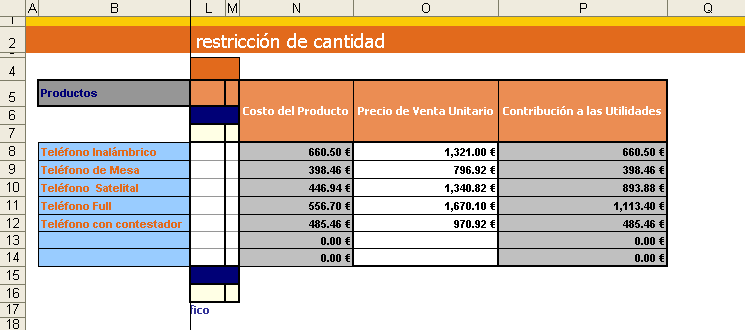 A B L M N O P Q
1
2 restricción de cantidad
4
5 Productos Costo del Producto Precio de Venta Unitario Contribución a las Utilidades
6
7
8 Teléfono Inalámbrico 660.50 € 1,321.00 € 660.50 €
9 Teléfono de Mesa 398.46 € 796.92 € 398.46 €
10 Teléfono Satelital 446.94 € 1,340.82 € 893.88 €
11 Teléfono Full 556.70 € 1,670.10 € 1,113.40 €
12 Teléfono con contestador 485.46 € 970.92 € 485.46 €
13 0.00 € 0.00 €
14 0.00 € 0.00 €
15
16
17 fico
18